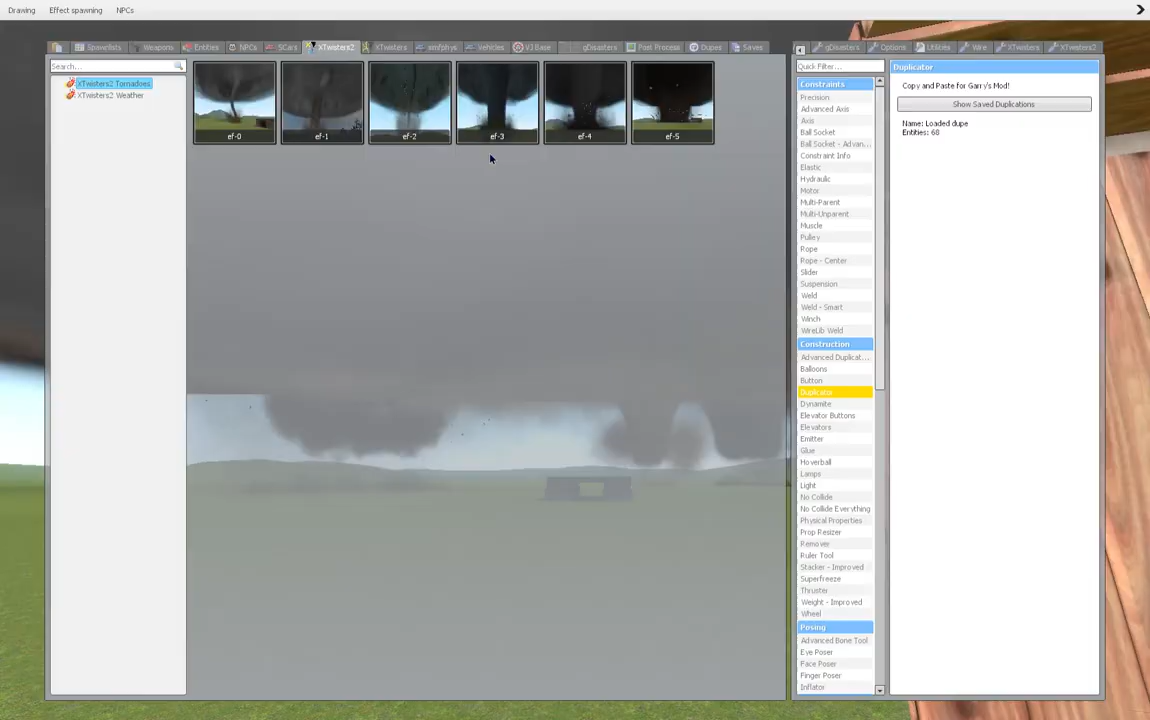 Drawing Effect spawning NPCs
Spawnlists Weapons Entities NPCs SCars XTwisters2 XTwisters simfphys vehicles VJ Base gDisasters Post Process Dupes Saves
gDisasters Options Utilities Wire XTwisters XTwisters2
Search...
XTwisters2 Tornadoes
XTwisters2 Weather
ef-0 ef-1 ef-2 ef-3 ef-4 ef-5
Quick Filter...
Constraints
Precision
Advanced Axis
Axis
Ball Socket
Ball Socket - Advan...
Constraint Info
Elastic
Hydraulic
Motor
Multi-Parent
Multi-Unparent
Muscle
Pulley
Rope
Rope - Center
Slider
Suspension
Weld
Weld - Smart
Winch
WireLib Weld
Construction
Advanced Duplicat...
Balloons
Button
Duplicator
Dynamite
Elevator Buttons
Elevators
Emitter
Glue
Hoverball
Lamps
Light
No Collide
No Collide Everything
Physical Properties
Prop Resizer
Remover
Ruler Tool
Stacker - Improved
Superfreeze
Thruster
Weight - Improved
Wheel
Posing
Advanced Bone Tool
Eye Poser
Face Poser
Finger Poser
Inflator
Duplicator
Copy and Paste for Garry's Mod!
Show Saved Duplications
Name: Loaded dupe
Entities: 68